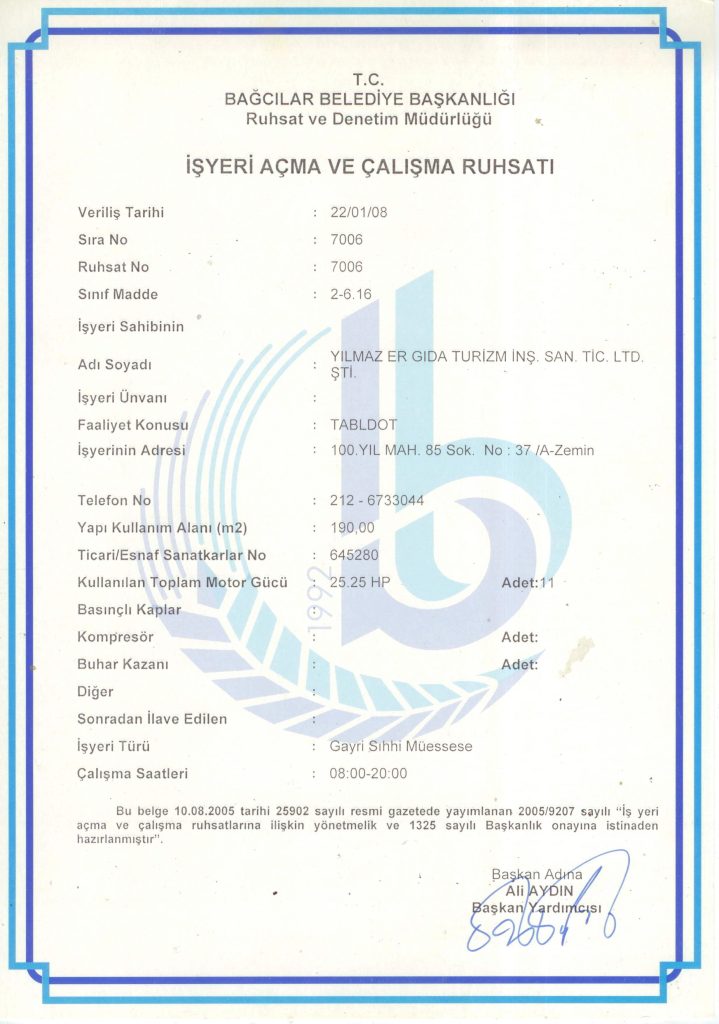 T.C.
BAĞCILAR BELEDİYE BAŞKANLIĞI
Ruhsat ve Denetim Müdürlüğü
İŞYERİ AÇMA VE ÇALIŞMA RUHSATI
Veriliş Tarihi : 22/01/08
Sıra No : 7006
Ruhsat No : 7006
Sınıf Madde : 2-6.16
İşyeri Sahibinin
Adı Soyadı : YILMAZ ER GIDA TURİZM İNŞ. SAN. TİC. LTD.
ŞTİ.
İşyeri Ünvanı :
Faaliyet Konusu : TABLDOT
İşyerinin Adresi : 100.YIL MAH. 85 Sok. No : 37 /A-Zemin
Telefon No : 212 - 6733044
Yapı Kullanım Alanı (m2) : 190,00
Ticari/Esnaf Sanatkarlar No : 645280
Kullanılan Toplam Motor Gücü : 25.25 HP Adet:11
Basınçlı Kaplar :
Kompresör : Adet:
Buhar Kazanı : Adet:
Diğer :
Sonradan İlave Edilen :
İşyeri Türü : Gayri Sıhhi Müessese
Çalışma Saatleri : 08:00-20:00
1992
Bu belge 10.08.2005 tarihi 25902 sayılı resmi gazetede yayımlanan 2005/9207 sayılı “İş yeri
açma ve çalışma ruhsatlarına ilişkin yönetmelik ve 1325 sayılı Başkanlık onayına istinaden
hazırlanmıştır”.
Başkan Adına
Ali AYDIN
Başkan Yardımcısı